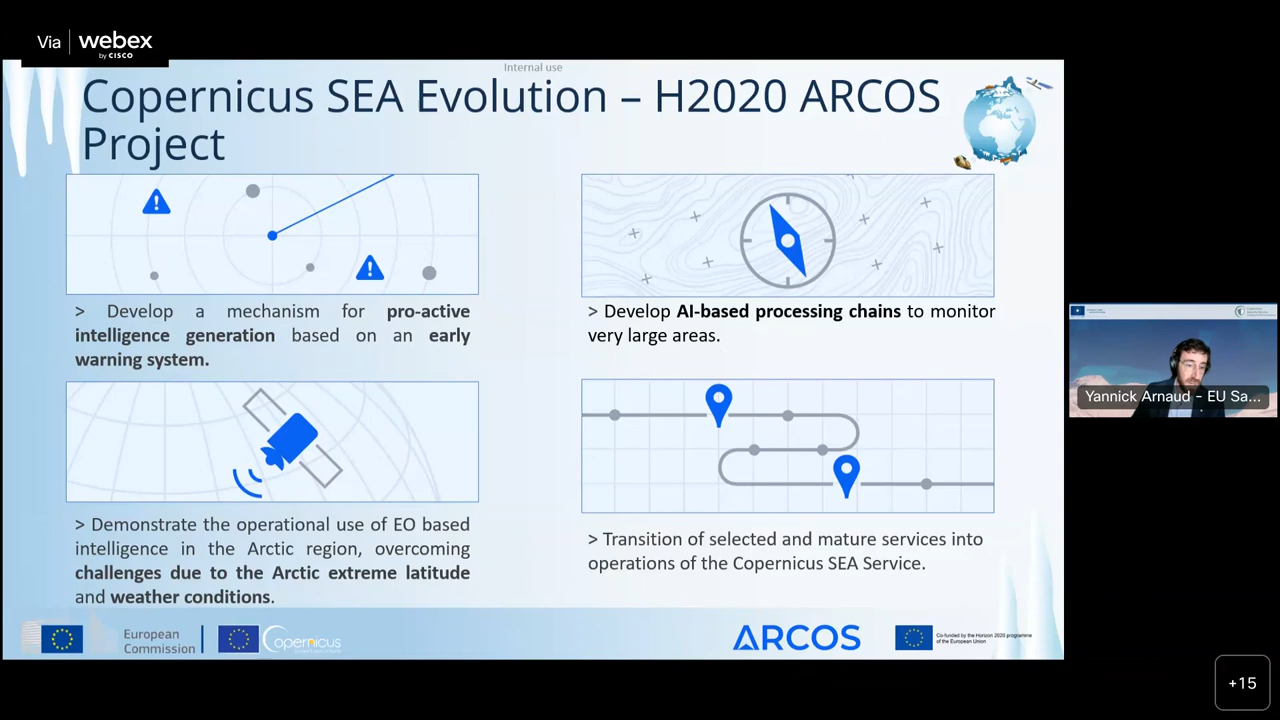 Via webex
by CISCO
Internal use
Copernicus SEA Evolution – H2020 ARCOS
Project
> Develop a mechanism for pro-active
intelligence generation based on an early
warning system.
> Develop AI-based processing chains to monitor
very large areas.
> Demonstrate the operational use of EO based
intelligence in the Arctic region, overcoming
challenges due to the Arctic extreme latitude
and weather conditions.
> Transition of selected and mature services into
operations of the Copernicus SEA Service.
Yannick Arnaud - EU Sa...
European
Commission
opernicus
ARCOS
Co-funded by the Horizon 2020 programme
of the European Union
+15